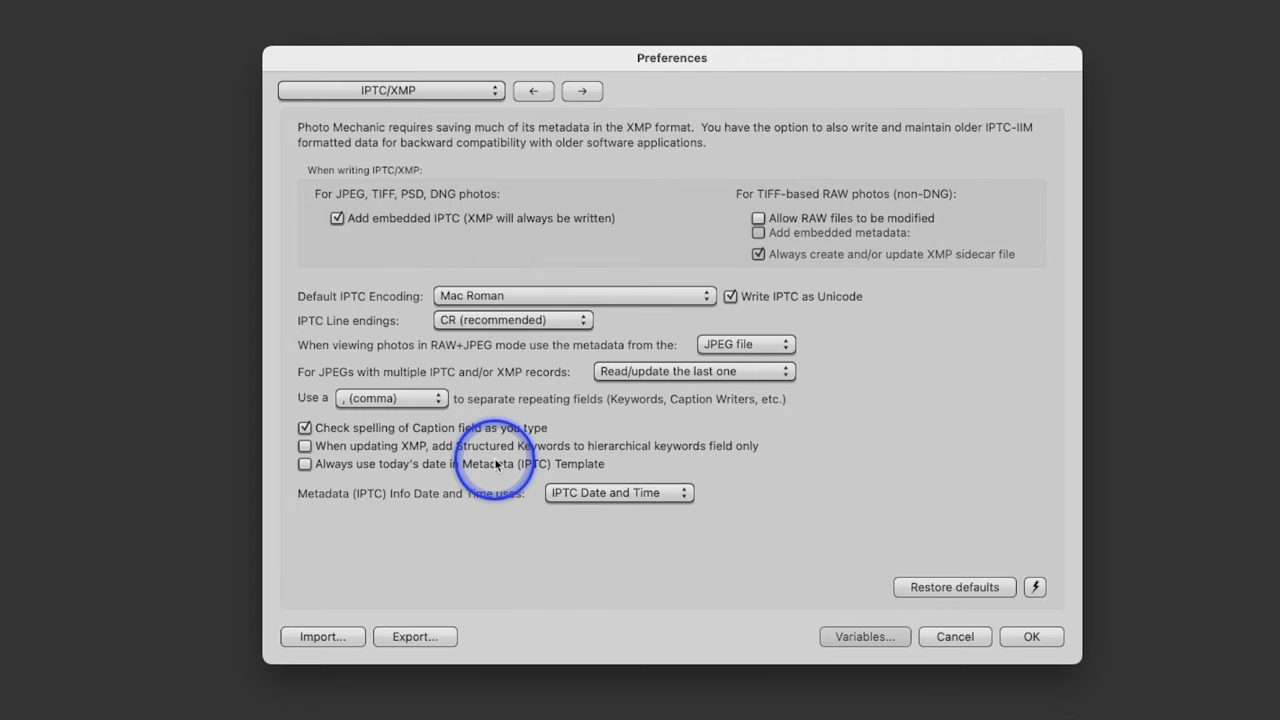 Preferences
IPTC/XMP
Photo Mechanic requires saving much of its metadata in the XMP format. You have the option to also write and maintain older IPTC-IIM
formatted data for backward compatibility with older software applications.
When writing IPTC/XMP:
For JPEG, TIFF, PSD, DNG photos:
Add embedded IPTC (XMP will always be written)
For TIFF-based RAW photos (non-DNG):
Allow RAW files to be modified
Add embedded metadata:
Always create and/or update XMP sidecar file
Default IPTC Encoding: Mac Roman Write IPTC as Unicode
IPTC Line endings: CR (recommended)
When viewing photos in RAW+JPEG mode use the metadata from the: JPEG file
For JPEGs with multiple IPTC and/or XMP records: Read/update the last one
Use a , (comma) to separate repeating fields (Keywords, Caption Writers, etc.)
Check spelling of Caption field as you type
When updating XMP, add Structured Keywords to hierarchical keywords field only
Always use today's date in Metadata (IPTC) Template
Metadata (IPTC) Info Date and Time uses: IPTC Date and Time
Restore defaults
Import... Export... Variables... Cancel OK